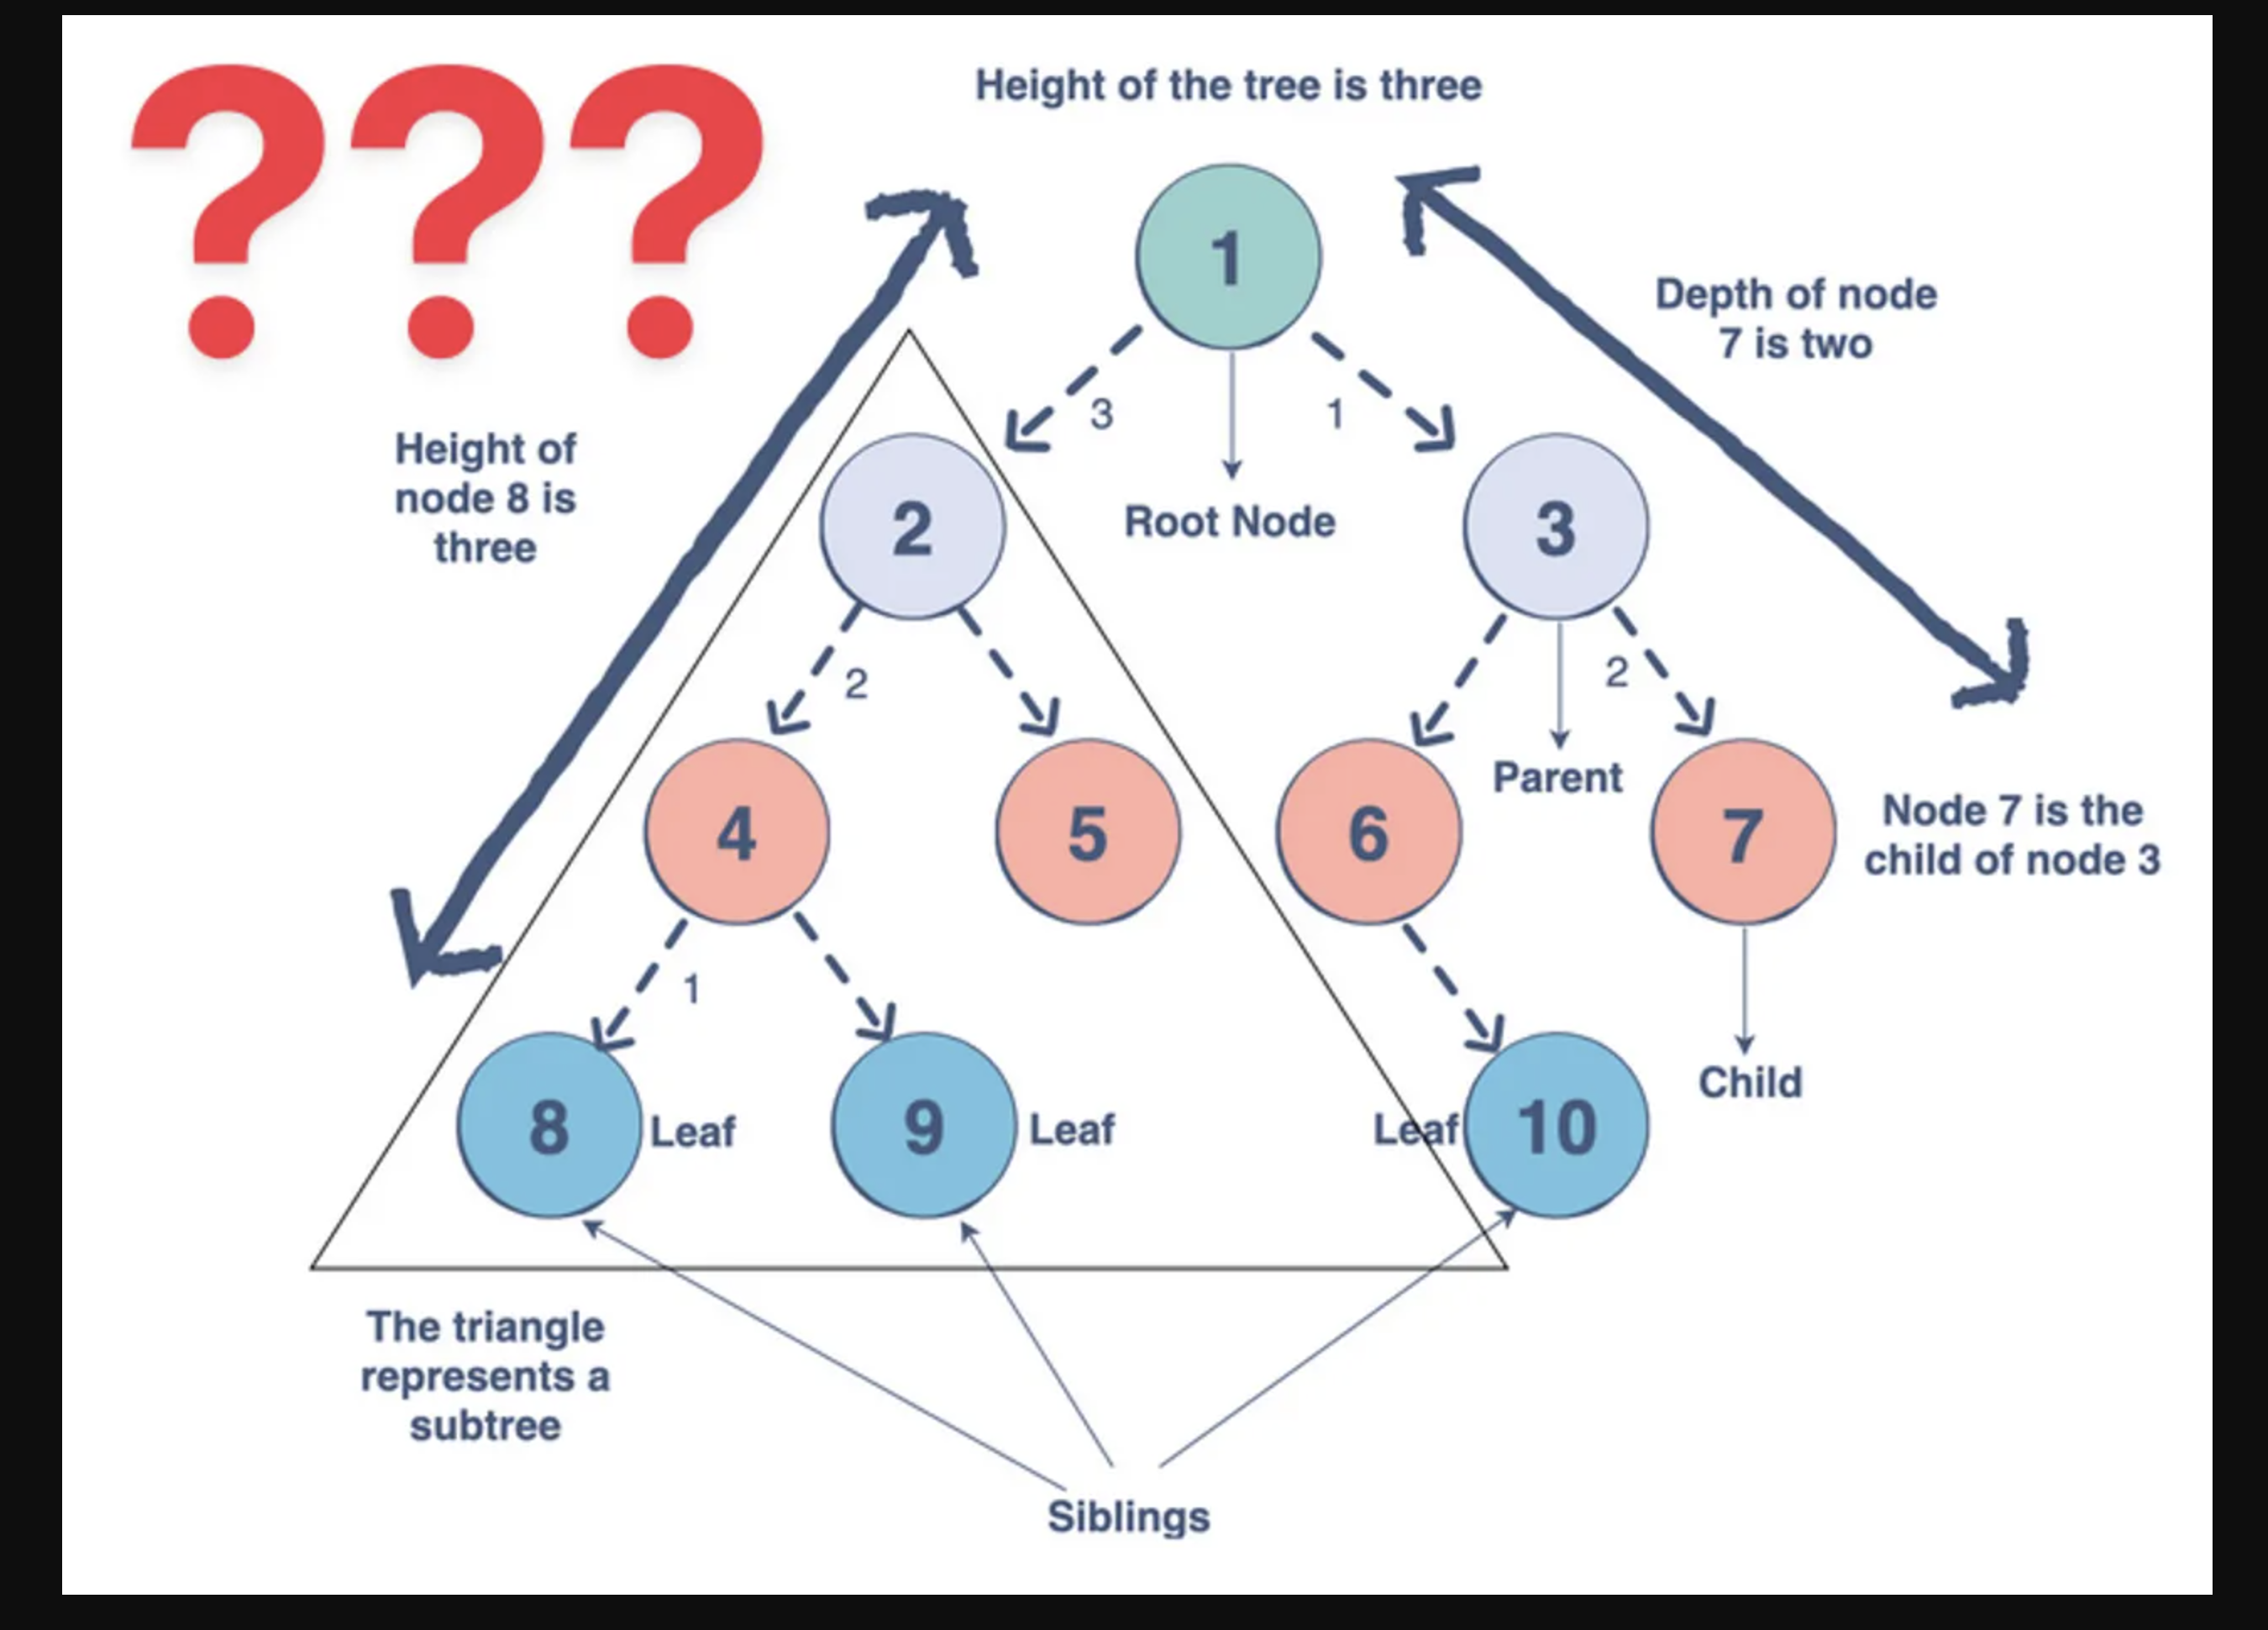 ???
Height of the tree is three
1
Depth of node
7 is two
3
1
Height of
node 8 is
three
2
Root Node
3
2
2
Parent
4
5
6
7
Node 7 is the
child of node 3
1
Child
8
Leaf
9
Leaf
Leaf
10
The triangle
represents a
subtree
Siblings